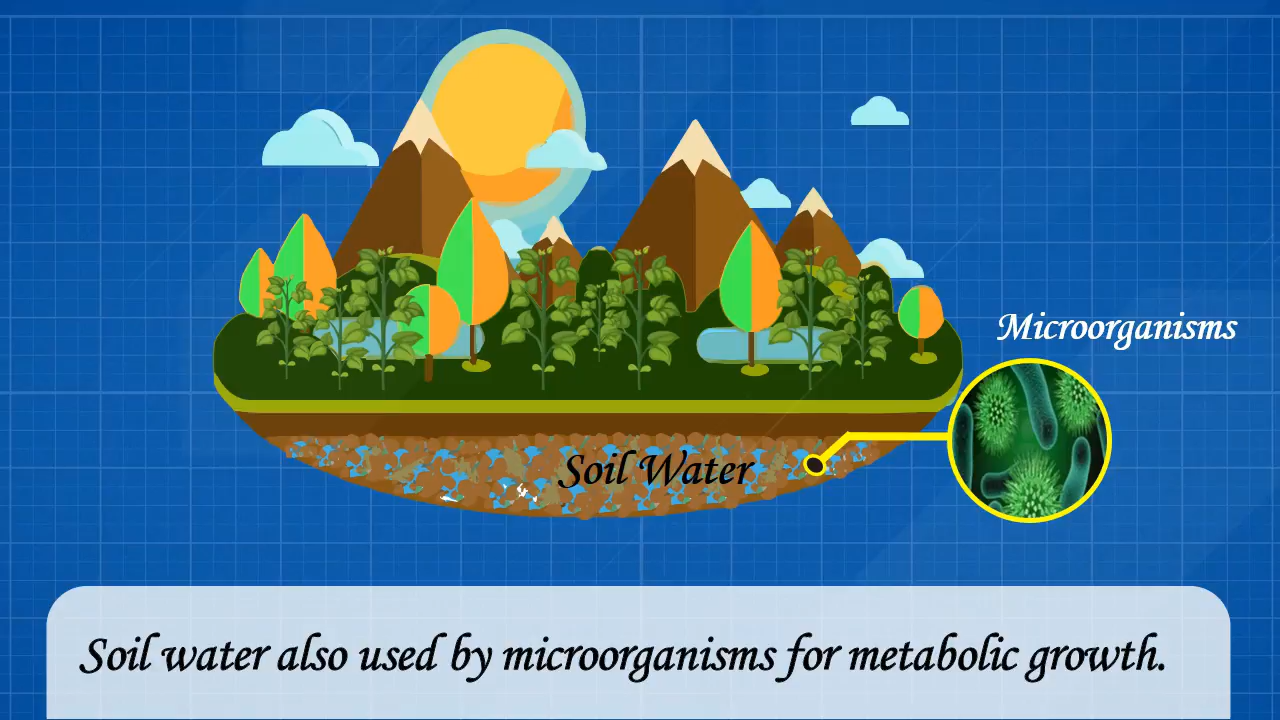 Microorganisms
Soil Water
Soil water also used by microorganisms for metabolic growth.